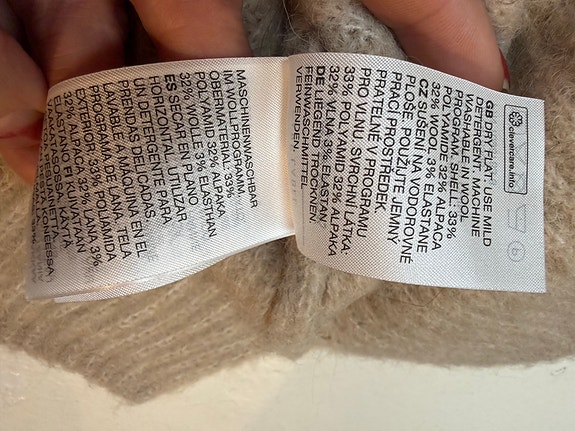 clevercare.info
GB DRY FLAT. USE MILD
DETERGENT. MACHINE
WASHABLE IN WOOL
PROGRAM. SHELL: 33%
POLYAMIDE 32% ALPACA
32% WOOL, 3% ELASTANE
CZ SUŠENÍ NA VODOROVNÉ
PLOŠE. POUŽIJTE JEMNÝ
PRACÍ PROSTŘEDEK.
PRATELNÉ V PROGRAMU
PRO VLNU. SVRCHNÍ LÁTKA:
33% POLYAMID 32% ALPAKA
32% VLNA 3% ELASTAN
DE LIEGEND TROCKNEN.
FEINWASCHMITTEL
VERWENDEN.
MASCHINENWASCHBAR
IM WOLLPROGRAMM.
OBERMATERIAL: 33%
POLYAMID 32% ALPAKA
32% WOLLE 3% ELASTHAN
ES SECAR EN PLANO
HORIZONTAL. UTILIZAR
UN DETERGENTE PARA
PRENDAS DELICADAS.
LAVABLE A MÁQUINA EN EL
PROGRAMA DE LANA. TELA
EXTERIOR: 33% POLIAMIDA
32% ALPACA 32% LANA 3%
ELASTANO